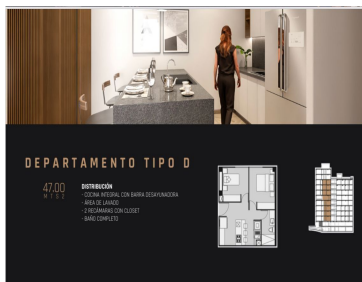 DEPARTAMENTO TIPO D
47.00
MTS2
DISTRIBUCIÓN
- COCINA INTEGRAL CON BARRA DESAYUNADORA
- ÁREA DE LAVADO
- 2 RECÁMARAS CON CLOSET
- BAÑO COMPLETO